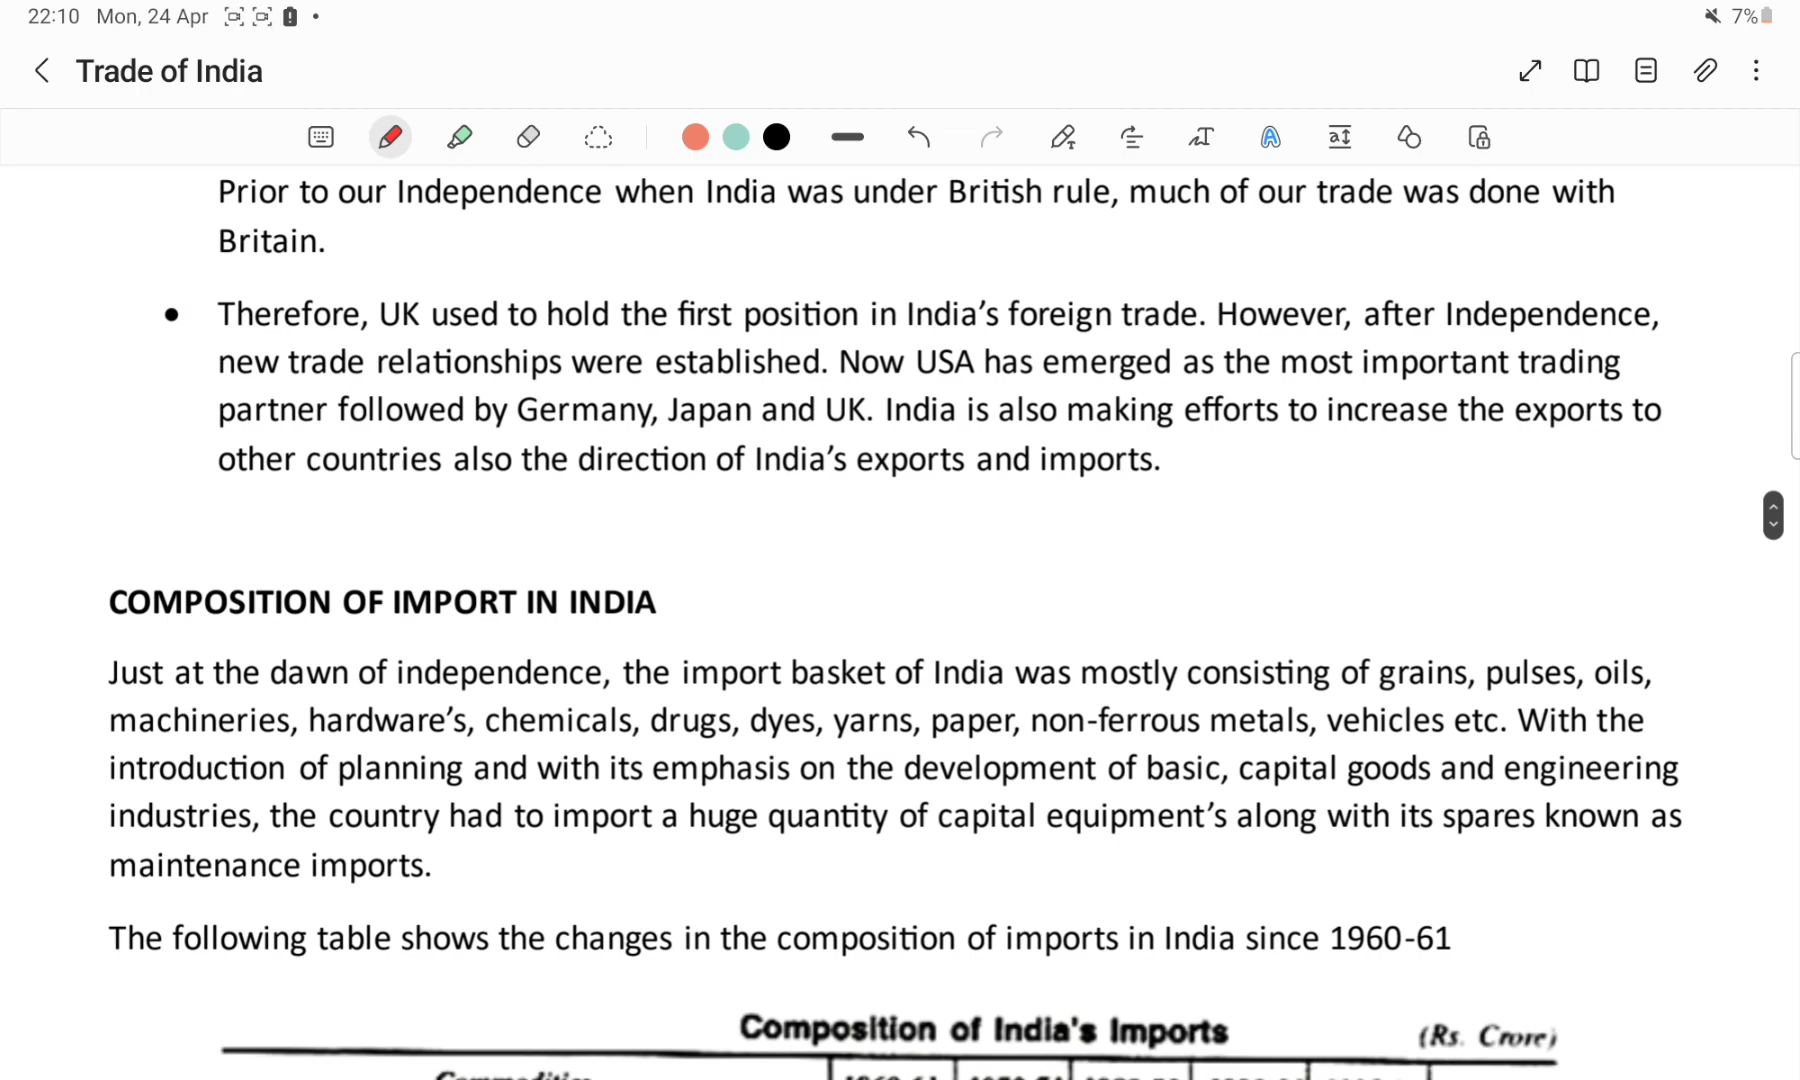 22:10 Mon, 24 Apr
7%
Trade of India
Prior to our Independence when India was under British rule, much of our trade was done with
Britain.
• Therefore, UK used to hold the first position in India’s foreign trade. However, after Independence,
new trade relationships were established. Now USA has emerged as the most important trading
partner followed by Germany, Japan and UK. India is also making efforts to increase the exports to
other countries also the direction of India’s exports and imports.
COMPOSITION OF IMPORT IN INDIA
Just at the dawn of independence, the import basket of India was mostly consisting of grains, pulses, oils,
machineries, hardware’s, chemicals, drugs, dyes, yarns, paper, non-ferrous metals, vehicles etc. With the
introduction of planning and with its emphasis on the development of basic, capital goods and engineering
industries, the country had to import a huge quantity of capital equipment’s along with its spares known as
maintenance imports.
The following table shows the changes in the composition of imports in India since 1960-61
Composition of India's Imports (Rs. Crore)